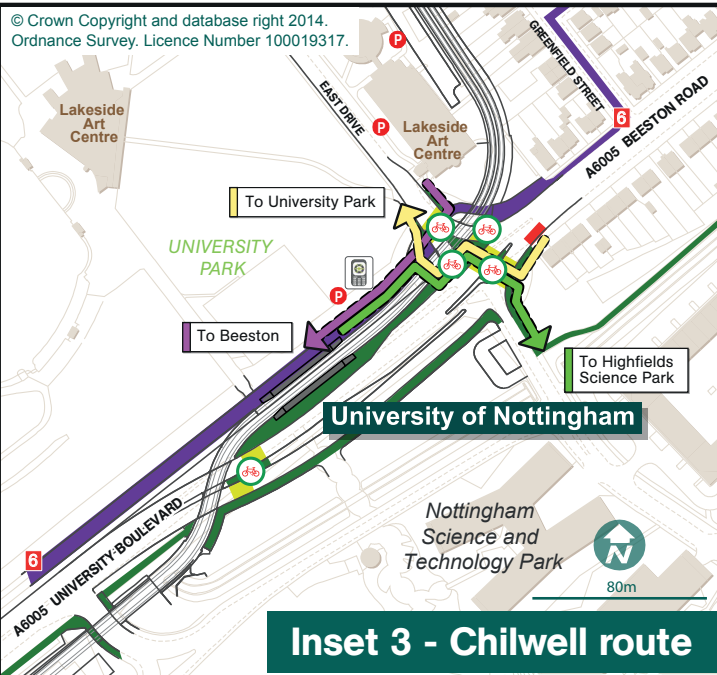 © Crown Copyright and database right 2014.
Ordnance Survey. Licence Number 100019317.
P
GREENFIELD STREET
Lakeside
Art
Centre
EAST DRIVE
P
Lakeside
Art
Centre
6
A6005 BEESTON ROAD
To University Park
UNIVERSITY
PARK
P
To Beeston
To Highfields
Science Park
University of Nottingham
Nottingham
Science and
Technology Park
N
80m
6
A6005 UNIVERSITY BOULEVARD
Inset 3 - Chilwell route